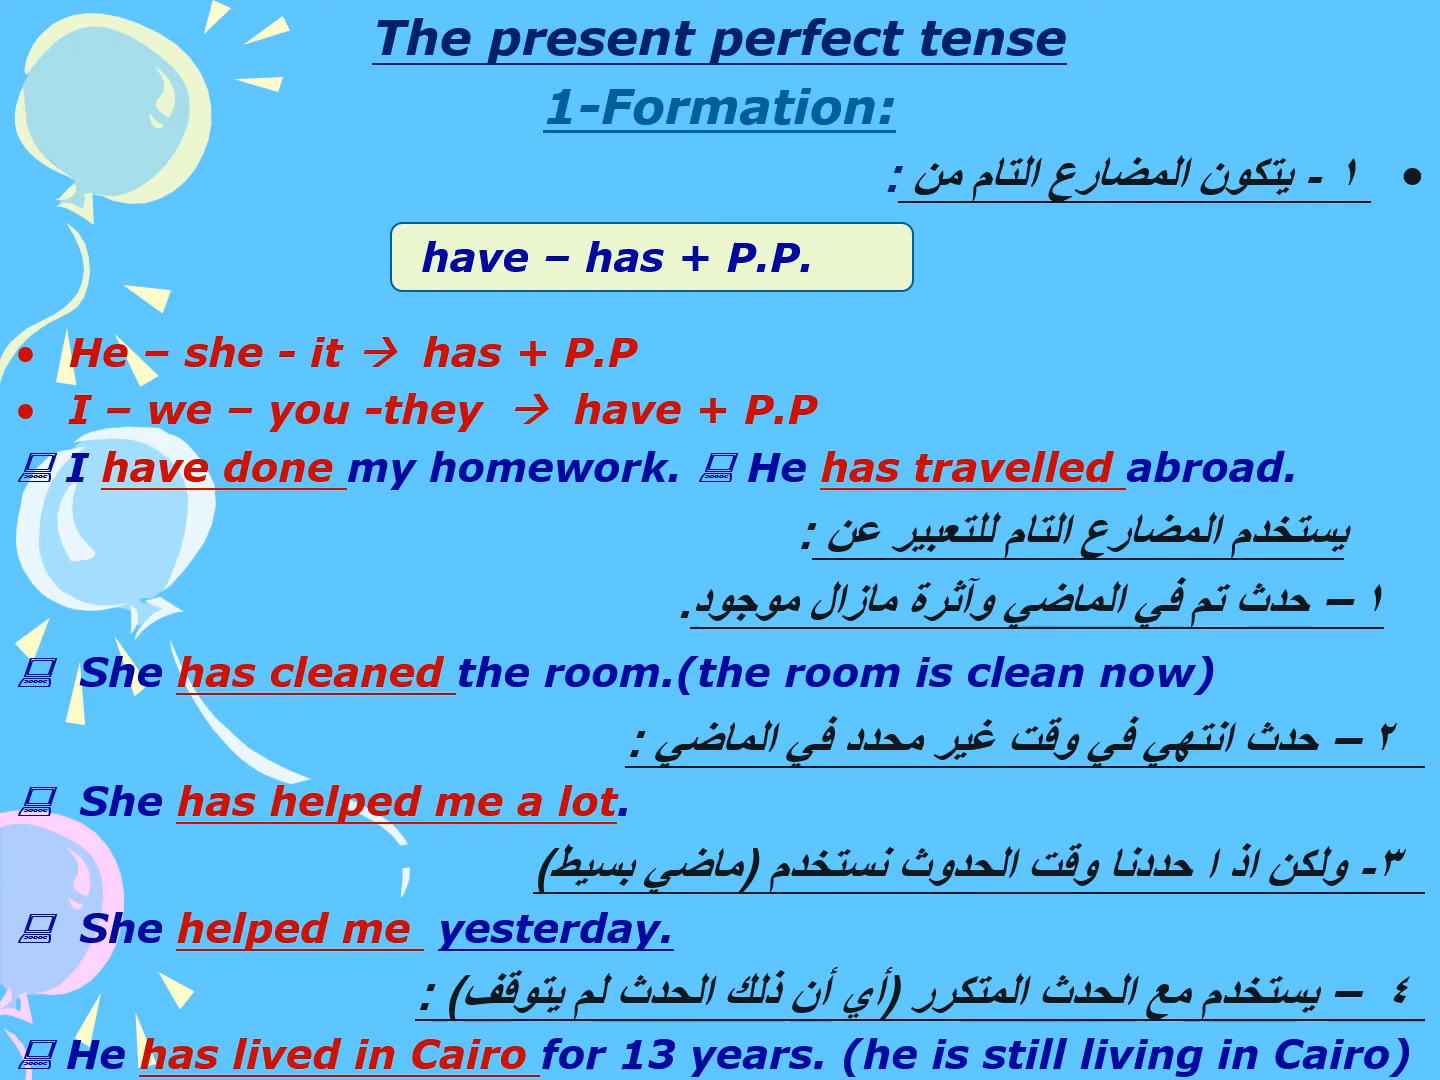 The present perfect tense
1-Formation:
• ١ - يتكون المضارع التام من :
have – has + P.P.
• He – she - it → has + P.P
• I – we – you -they → have + P.P
I have done my homework. He has travelled abroad.
يستخدم المضارع التام للتعبير عن :
١ – حدث تم في الماضي وآثرة مازال موجود.
She has cleaned the room.(the room is clean now)
٢ – حدث انتهي في وقت غير محدد في الماضي :
She has helped me a lot.
٣- ولكن اذ ا حددنا وقت الحدوث نستخدم (ماضي بسيط)
She helped me yesterday.
٤ – يستخدم مع الحدث المتكرر (أي أن ذلك الحدث لم يتوقف) :
He has lived in Cairo for 13 years. (he is still living in Cairo)